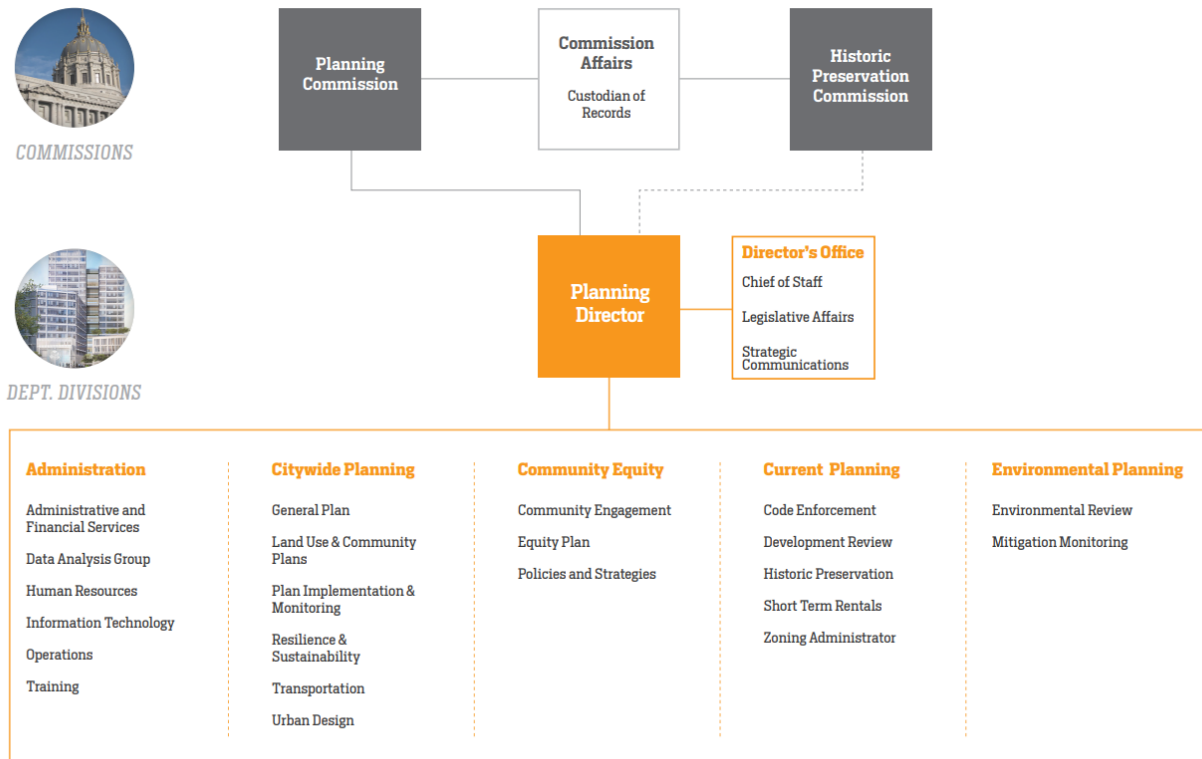 COMMISSIONS
Planning
Commission
Commission
Affairs
Custodian of
Records
Historic
Preservation
Commission
DEPT. DIVISIONS
Planning
Director
Director's Office
Chief of Staff
Legislative Affairs
Strategic
Communications
Administration
Administrative and
Financial Services
Data Analysis Group
Human Resources
Information Technology
Operations
Training
Citywide Planning
General Plan
Land Use & Community
Plans
Plan Implementation &
Monitoring
Resilience &
Sustainability
Transportation
Urban Design
Community Equity
Community Engagement
Equity Plan
Policies and Strategies
Current Planning
Code Enforcement
Development Review
Historic Preservation
Short Term Rentals
Zoning Administrator
Environmental Planning
Environmental Review
Mitigation Monitoring